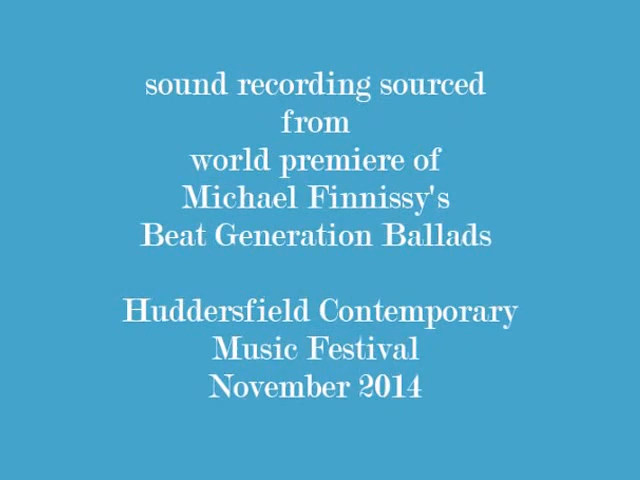 sound recording sourced
from
world premiere of
Michael Finnissy's
Beat Generation Ballads
Huddersfield Contemporary
Music Festival
November 2014